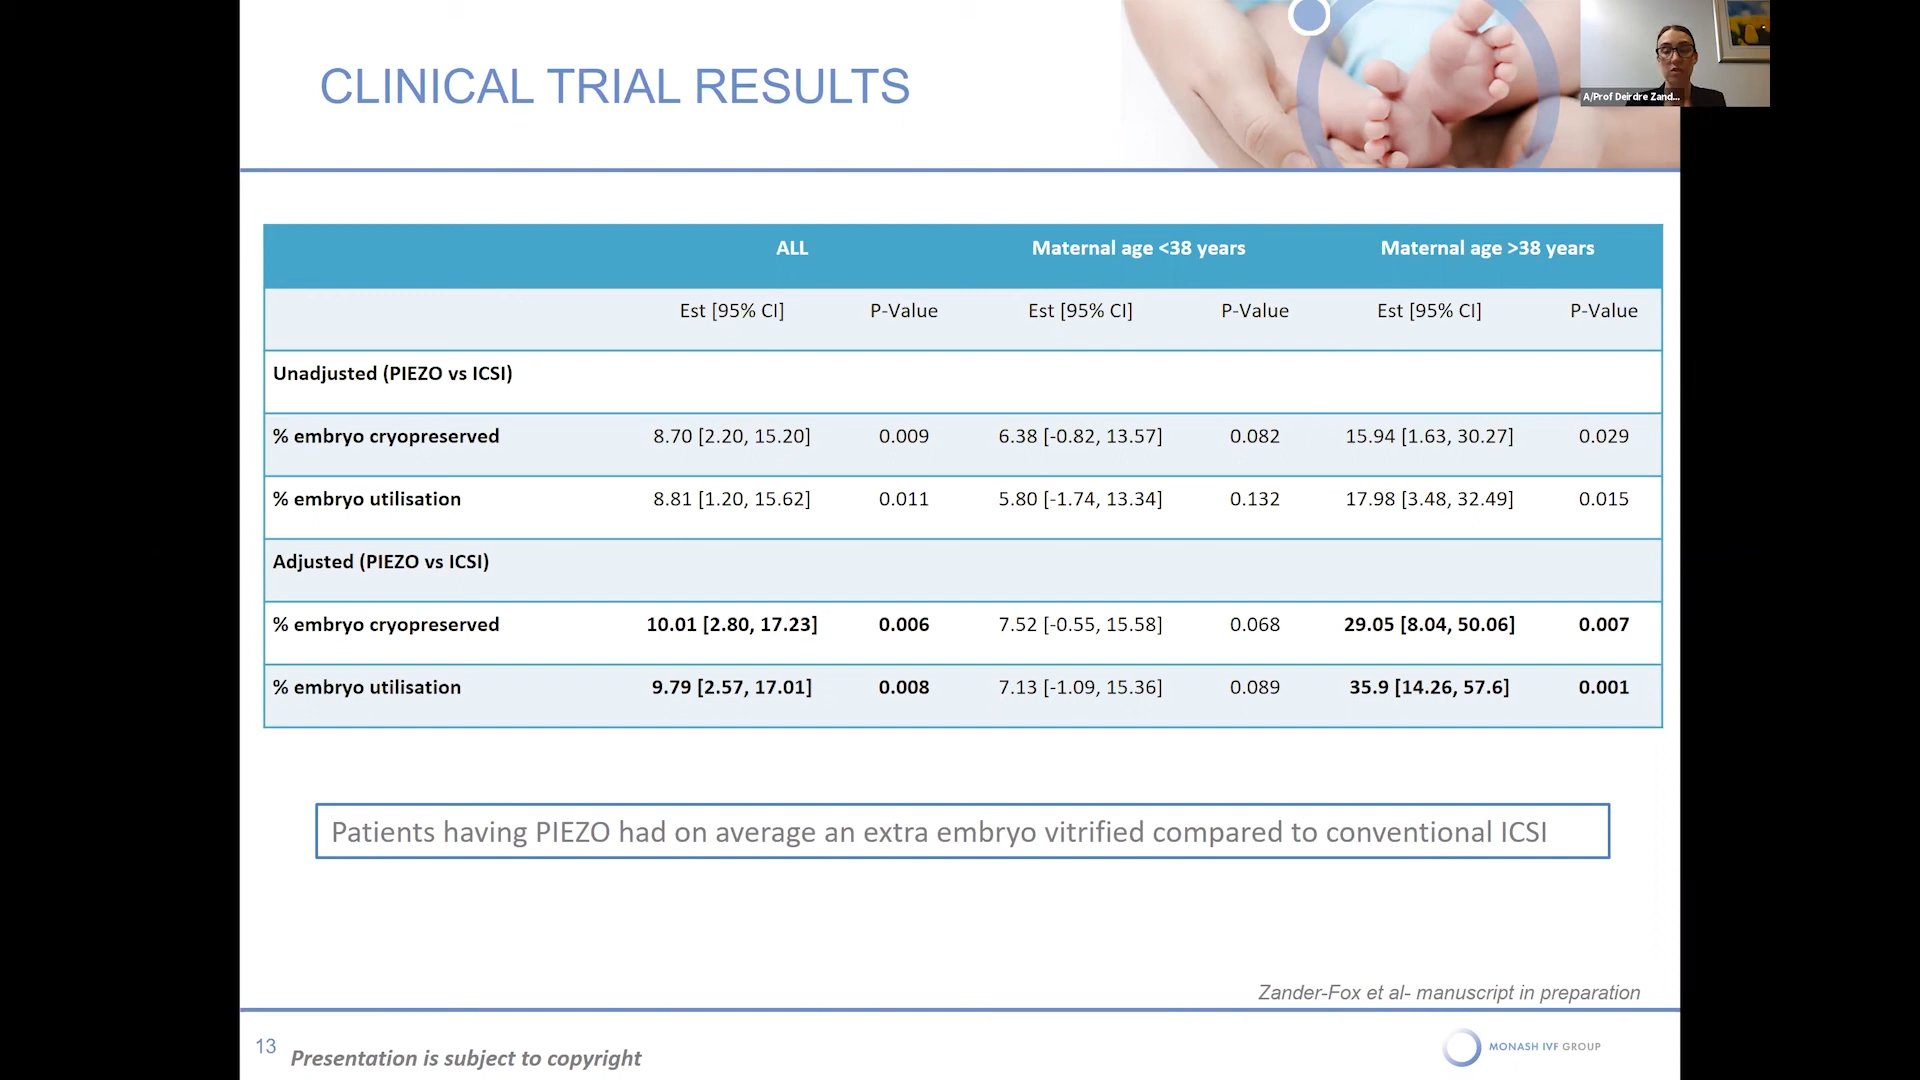 CLINICAL TRIAL RESULTS
A/Prof Deirdre Zand...
ALL Maternal age <38 years Maternal age >38 years
Est [95% CI] P-Value Est [95% CI] P-Value Est [95% CI] P-Value
Unadjusted (PIEZO vs ICSI)
% embryo cryopreserved 8.70 [2.20, 15.20] 0.009 6.38 [-0.82, 13.57] 0.082 15.94 [1.63, 30.27] 0.029
% embryo utilisation 8.81 [1.20, 15.62] 0.011 5.80 [-1.74, 13.34] 0.132 17.98 [3.48, 32.49] 0.015
Adjusted (PIEZO vs ICSI)
% embryo cryopreserved 10.01 [2.80, 17.23] 0.006 7.52 [-0.55, 15.58] 0.068 29.05 [8.04, 50.06] 0.007
% embryo utilisation 9.79 [2.57, 17.01] 0.008 7.13 [-1.09, 15.36] 0.089 35.9 [14.26, 57.6] 0.001
Patients having PIEZO had on average an extra embryo vitrified compared to conventional ICSI
Zander-Fox et al- manuscript in preparation
13 Presentation is subject to copyright
MONASH IVF GROUP